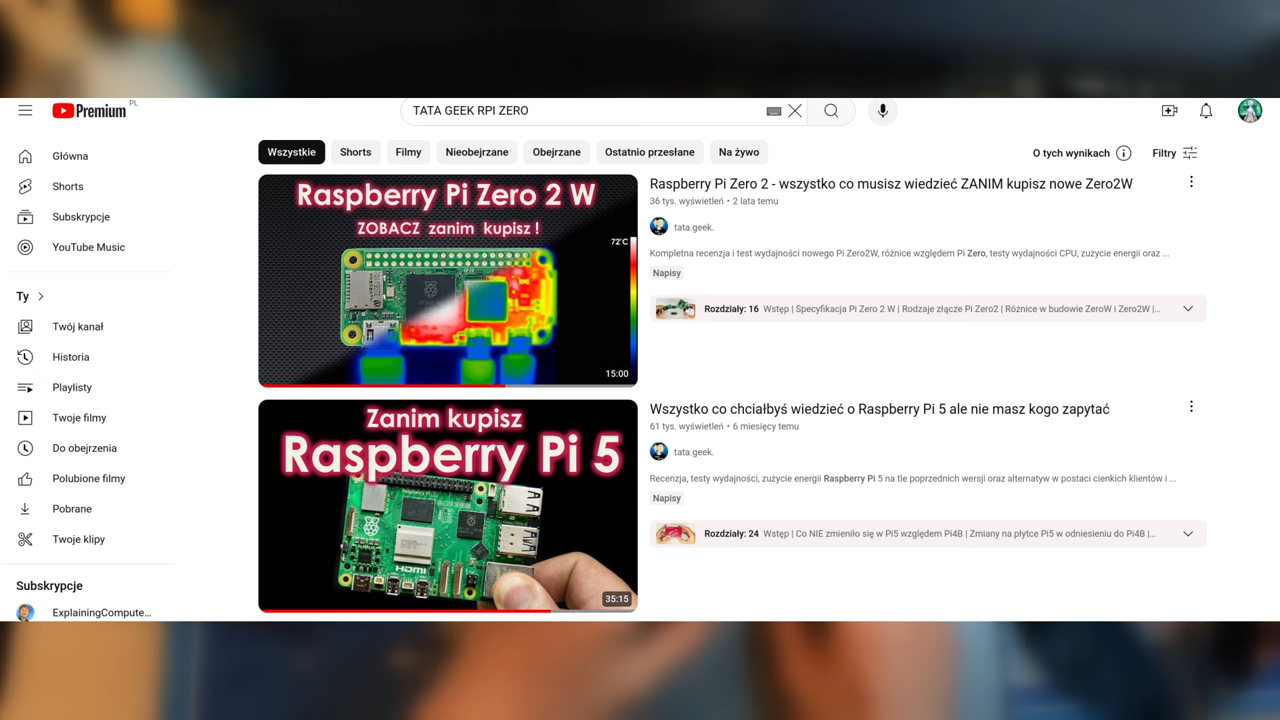 Premium PL
TATA GEEK RPI ZERO
Wszystkie Shorts Filmy Nieobejrzane Obejrzane Ostatnio przesłane Na żywo
O tych wynikach Filtry
Główna
Shorts
Subskrypcje
YouTube Music
Ty
Twój kanał
Historia
Playlisty
Twoje filmy
Do obejrzenia
Polubione filmy
Pobrane
Twoje klipy
Subskrypcje
ExplainingCompute...
Raspberry Pi Zero 2 W
ZOBACZ zanim kupisz !
72°C
15:00
Raspberry Pi Zero 2 - wszystko co musisz wiedzieć ZANIM kupisz nowe Zero2W
36 tys. wyświetleń • 2 lata temu
tata.geek.
Kompletna recenzja i test wydajności nowego Pi Zero2W, różnice względem Pi Zero, testy wydajności CPU, zużycie energii oraz ...
Napisy
Rozdziały: 16 Wstęp | Specyfikacja Pi Zero 2 W | Rodzaje złącze Pi Zero2 | Różnice w budowie ZeroW i Zero2W |...
Zanim kupisz
Raspberry Pi 5
HDMI
35:15
Wszystko co chciałbyś wiedzieć o Raspberry Pi 5 ale nie masz kogo zapytać
61 tys. wyświetleń • 6 miesięcy temu
tata.geek.
Recenzja, testy wydajności, zużycie energii Raspberry Pi 5 na tle poprzednich wersji oraz alternatyw w postaci cienkich klientów i ...
Napisy
Rozdziały: 24 Wstęp | Co NIE zmieniło się w Pi5 względem Pi4B | Zmiany na płytce Pi5 w odniesieniu do Pi4B |...